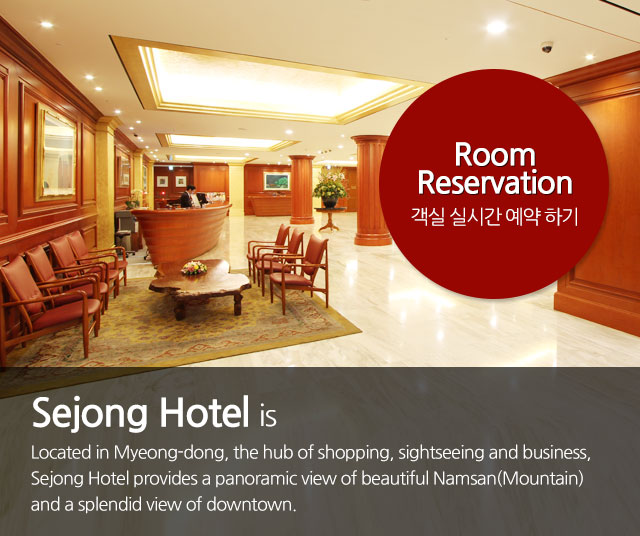 Room
Reservation
객실 실시간 예약 하기
Sejong Hotel is
Located in Myeong-dong, the hub of shopping, sightseeing and business,
Sejong Hotel provides a panoramic view of beautiful Namsan(Mountain)
and a splendid view of downtown.